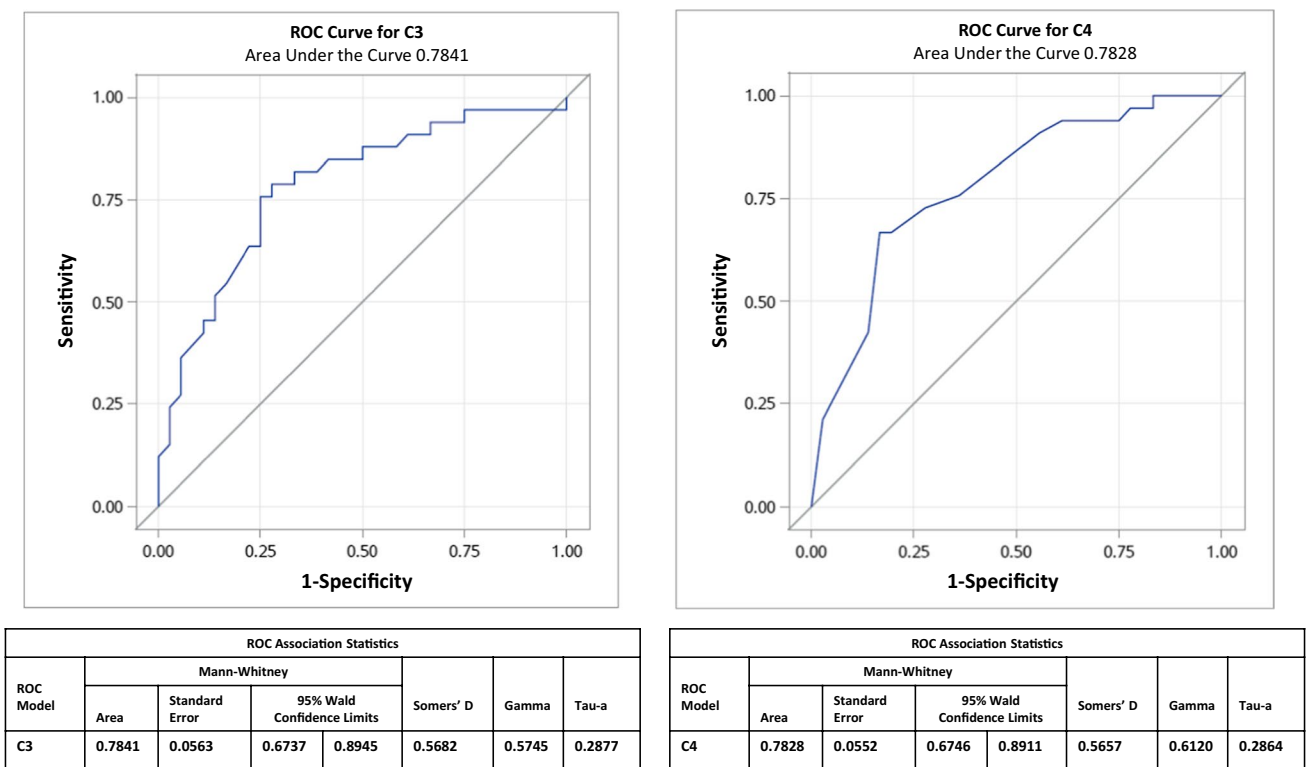 ROC Curve for C3
Area Under the Curve 0.7841
1.00
0.75
0.50
0.25
0.00
Sensitivity
0.00 0.25 0.50 0.75 1.00
1-Specificity
ROC Curve for C4
Area Under the Curve 0.7828
1.00
0.75
0.50
0.25
0.00
Sensitivity
0.00 0.25 0.50 0.75 1.00
1-Specificity
ROC Association Statistics
ROC Model
Mann-Whitney
Area
Standard Error
95% Wald Confidence Limits
Somers' D
Gamma
Tau-a
C3 0.7841 0.0563 0.6737 0.8945 0.5682 0.5745 0.2877
ROC Association Statistics
ROC Model
Mann-Whitney
Area
Standard Error
95% Wald Confidence Limits
Somers' D
Gamma
Tau-a
C4 0.7828 0.0552 0.6746 0.8911 0.5657 0.6120 0.2864